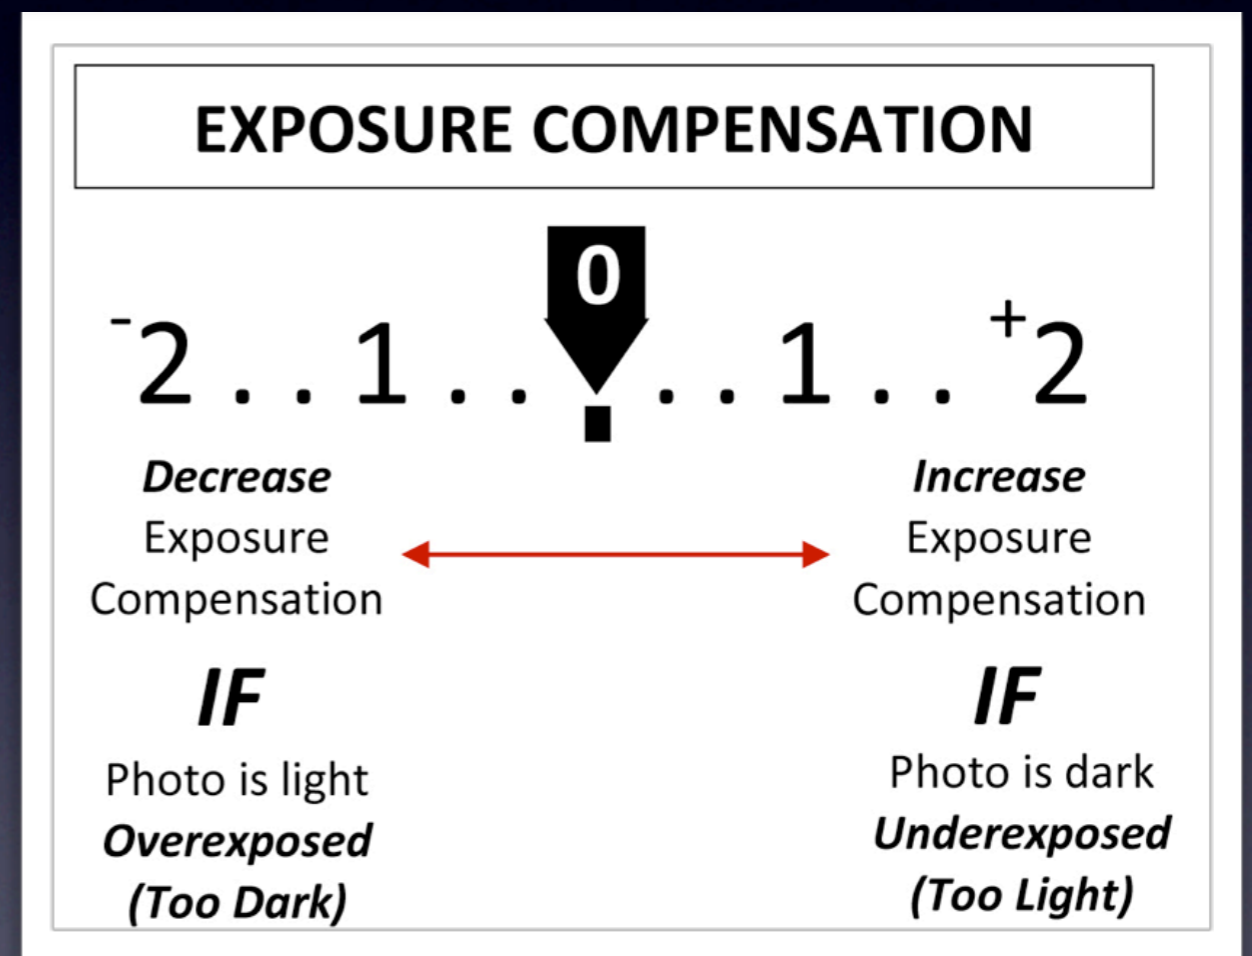 EXPOSURE COMPENSATION
0
-2 . . 1 . . . . 1 . . +2
Decrease
Exposure
Compensation
IF
Photo is light
Overexposed
(Too Dark)
Increase
Exposure
Compensation
IF
Photo is dark
Underexposed
(Too Light)